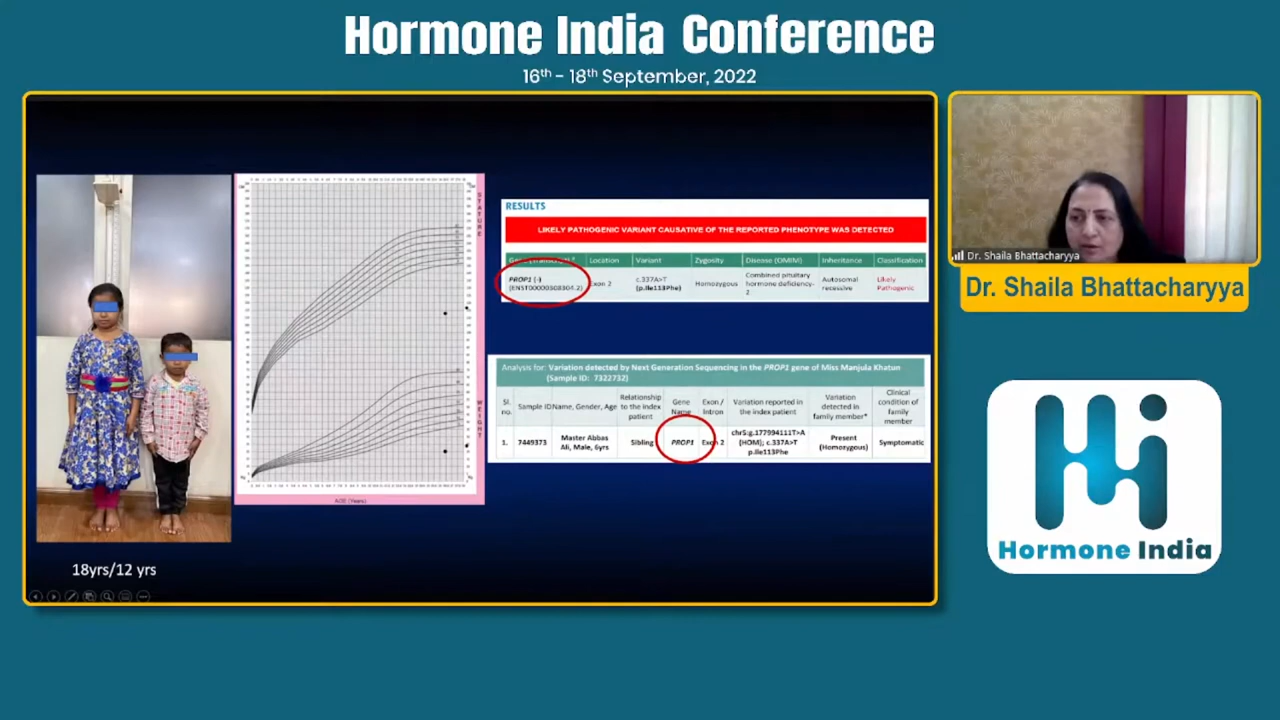 Hormone India Conference
16th - 18th September, 2022
STATURE
WEIGHT
AGE (Years)
18yrs/12 yrs
RESULTS
LIKELY PATHOGENIC VARIANT CAUSATIVE OF THE REPORTED PHENOTYPE WAS DETECTED
Location Variant Zygosity Disease (OMIM) Inheritance Classification
PROP1 (-) Exon 2 c.337A>T Homozygous Combined pituitary Autosomal Likely
(p.Ile113Phe) hormone deficiency- recessive Pathogenic
2
Analysis for: Variation detected by Next Generation Sequencing in the PROP1 gene of Miss Manjula Khatun
(Sample ID: 7322732)
Sl. no. Sample ID Name, Gender, Age Relationship to the index patient Gene Name Exon / Intron Variation reported in the index patient Variation detected in family member* Clinical condition of family member
1. 7449373 Master Abbas Ali, Male, 6yrs Sibling PROP1 Exon 2 chr5:g.177994111T>A (HOM); c.337A>T p.Ile113Phe Present (Homozygous) Symptomatic
Dr. Shaila Bhattacharyya
Dr. Shaila Bhattacharyya
Hormone India